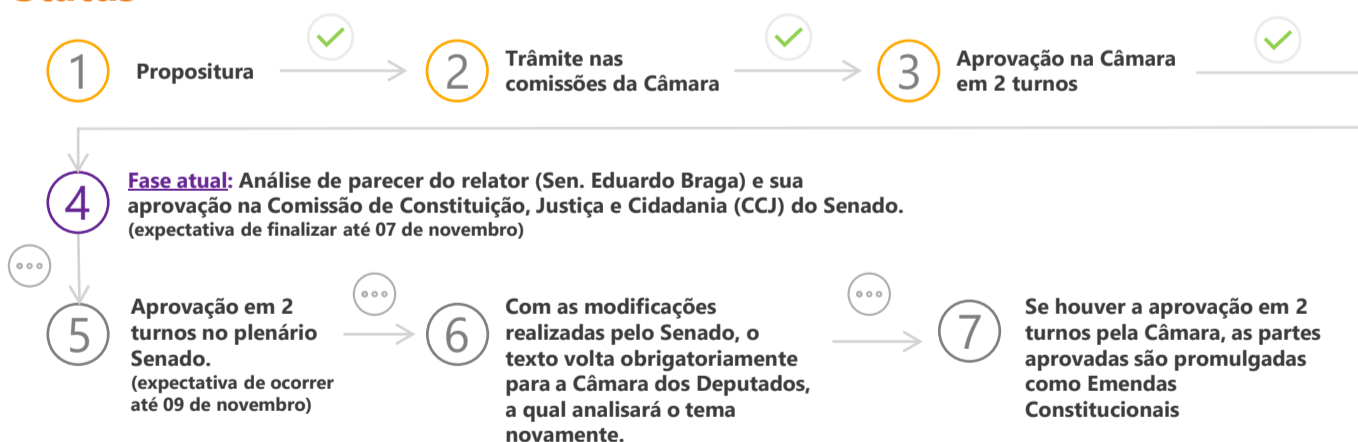 1
Propositura
2
Trâmite nas
comissões da Câmara
3
Aprovação na Câmara
em 2 turnos
4
Fase atual: Análise de parecer do relator (Sen. Eduardo Braga) e sua
aprovação na Comissão de Constituição, Justiça e Cidadania (CCJ) do Senado.
(expectativa de finalizar até 07 de novembro)
5
Aprovação em 2
turnos no plenário
Senado.
(expectativa de ocorrer
até 09 de novembro)
6
Com as modificações
realizadas pelo Senado, o
texto volta obrigatoriamente
para a Câmara dos Deputados,
a qual analisará o tema
novamente.
7
Se houver a aprovação em 2
turnos pela Câmara, as partes
aprovadas são promulgadas
como Emendas
Constitucionais